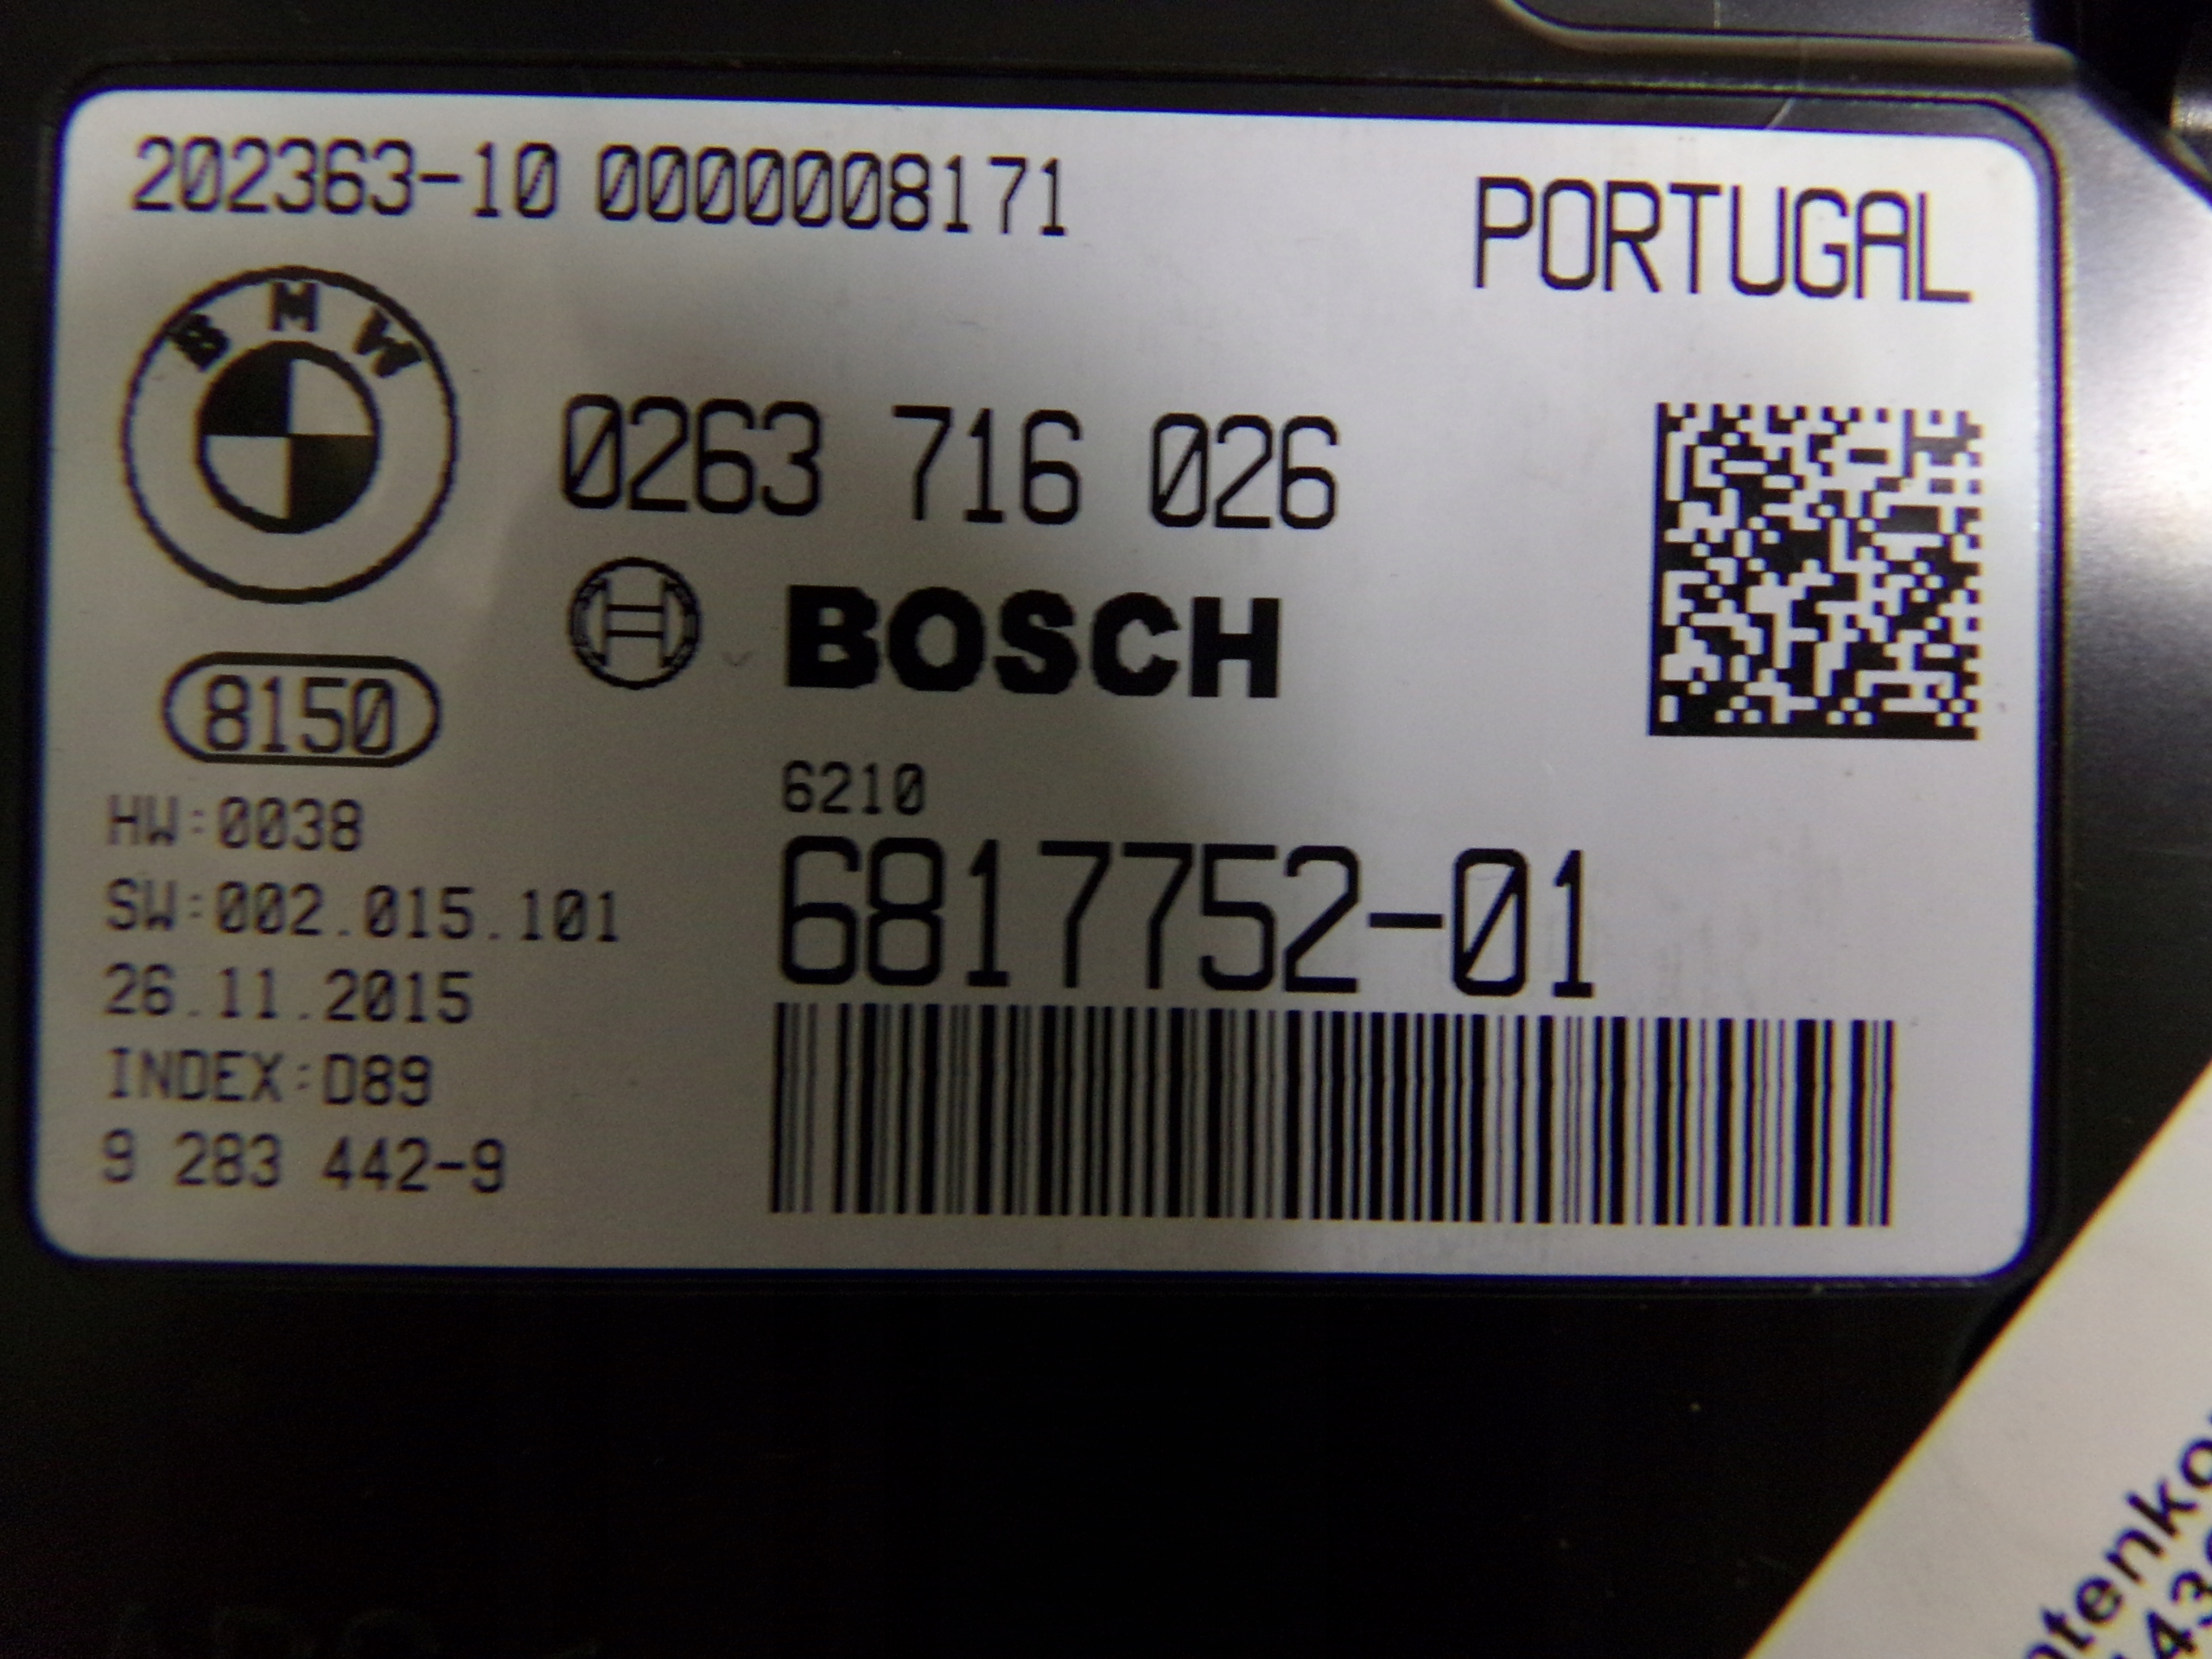 202363-10 0000008171
PORTUGAL
BMW
0263 716 026
BOSCH
8150
6210
HW:0038
6817752-01
SW:002.015.101
26.11.2015
INDEX:D89
9 283 442-9